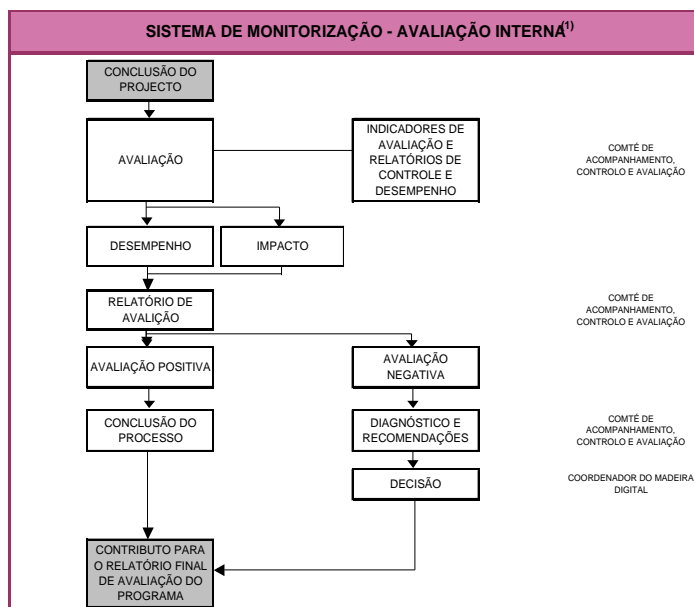 SISTEMA DE MONITORIZAÇÃO - AVALIAÇÃO INTERNA(1)
CONCLUSÃO DO
PROJECTO
AVALIAÇÃO
INDICADORES DE
AVALIAÇÃO E
RELATÓRIOS DE
CONTROLE E
DESEMPENHO
COMTÉ DE
ACOMPANHAMENTO,
CONTROLO E AVALIAÇÃO
DESEMPENHO
IMPACTO
RELATÓRIO DE
AVALIÇÃO
COMTÉ DE
ACOMPANHAMENTO,
CONTROLO E AVALIAÇÃO
AVALIAÇÃO POSITIVA
AVALIAÇÃO
NEGATIVA
CONCLUSÃO DO
PROCESSO
DIAGNÓSTICO E
RECOMENDAÇÕES
COMTÉ DE
ACOMPANHAMENTO,
CONTROLO E AVALIAÇÃO
DECISÃO
COORDENADOR DO MADEIRA
DIGITAL
CONTRIBUTO PARA
O RELATÓRIO FINAL
DE AVALIAÇÃO DO
PROGRAMA